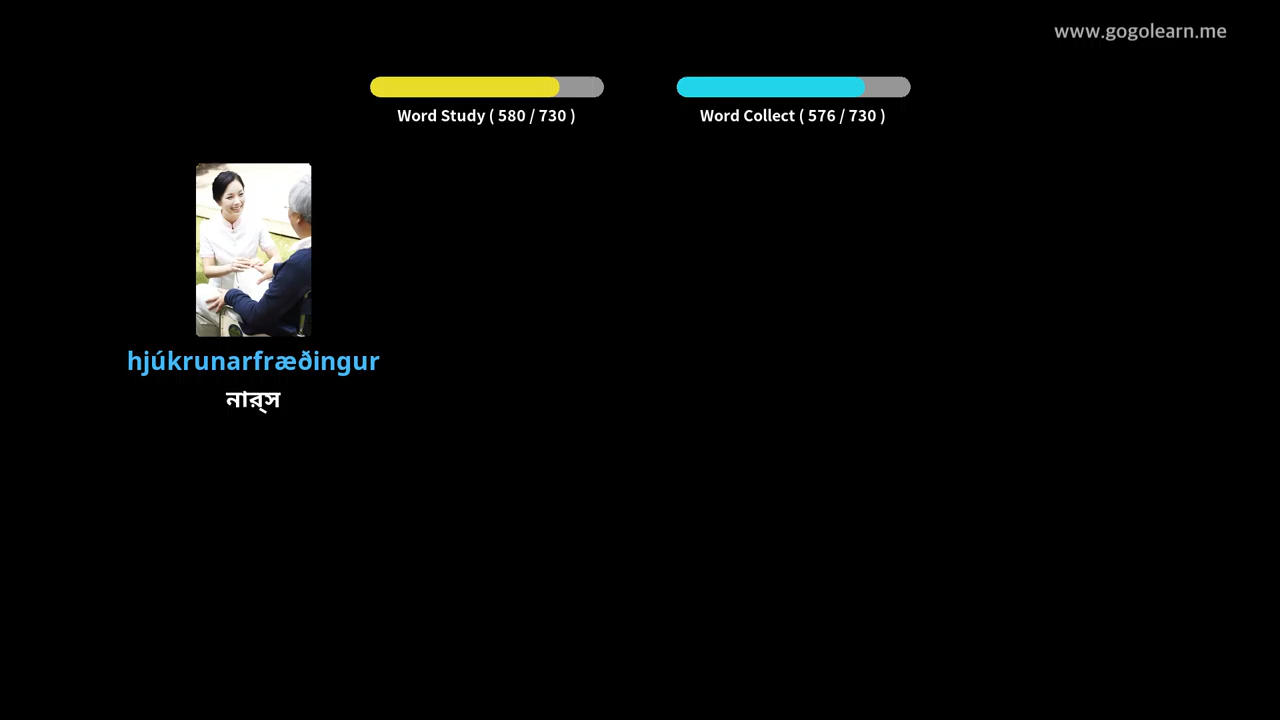 www.gogolearn.me
Word Study ( 580 / 730 )
Word Collect ( 576 / 730 )
hjúkrunarfræðingur
নার্স